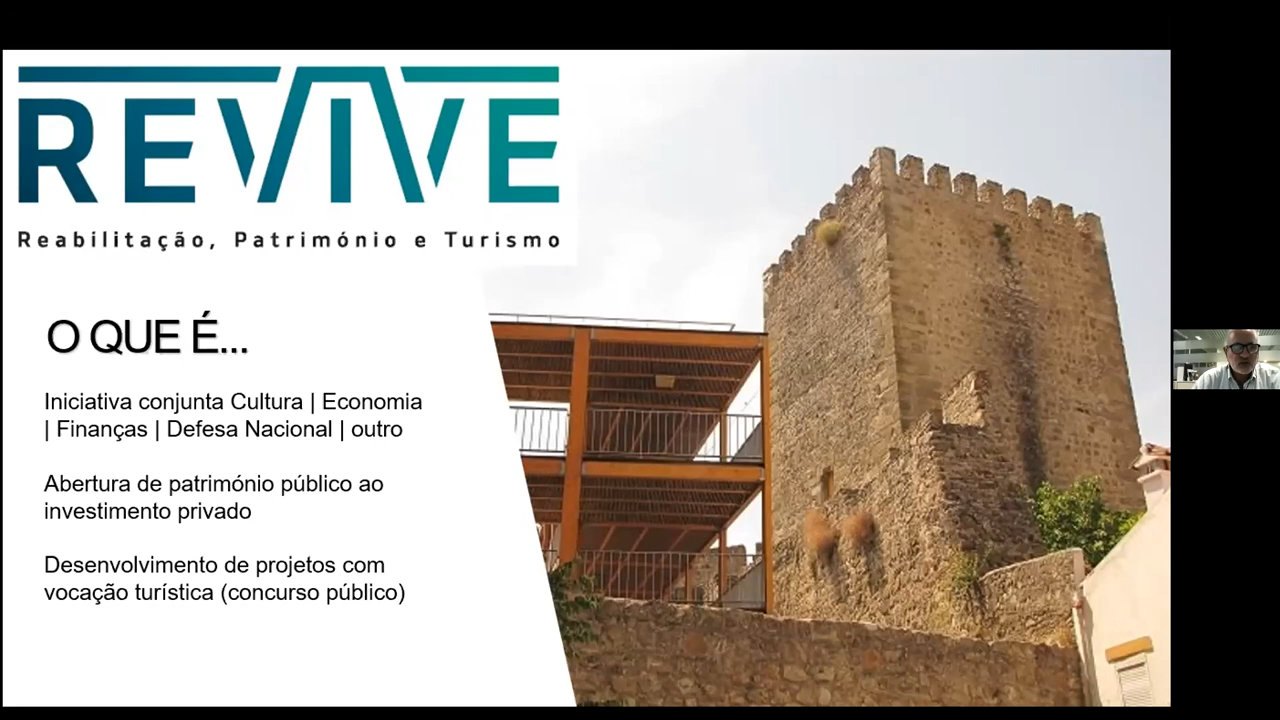 REVIVE
Reabilitação, Património e Turismo
O QUE É...
Iniciativa conjunta Cultura | Economia
| Finanças | Defesa Nacional | outro
Abertura de património público ao
investimento privado
Desenvolvimento de projetos com
vocação turística (concurso público)